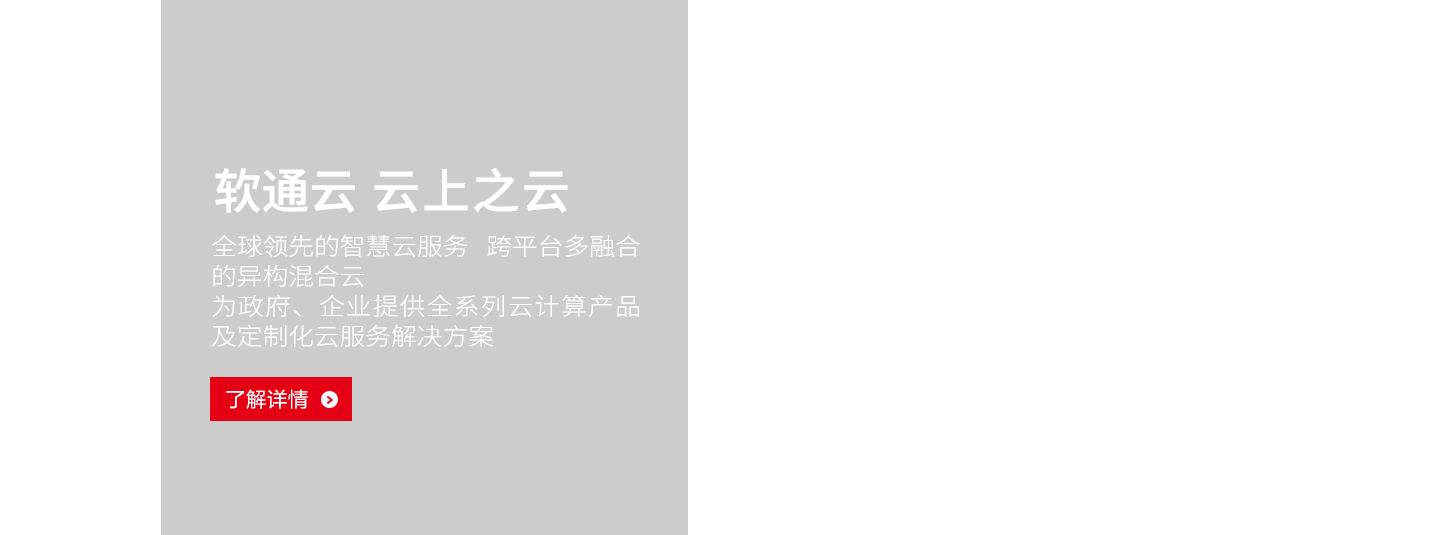 软通云 云上之云
全球领先的智慧云服务 跨平台多融合
的异构混合云
为政府、企业提供全系列云计算产品
及定制化云服务解决方案
了解详情